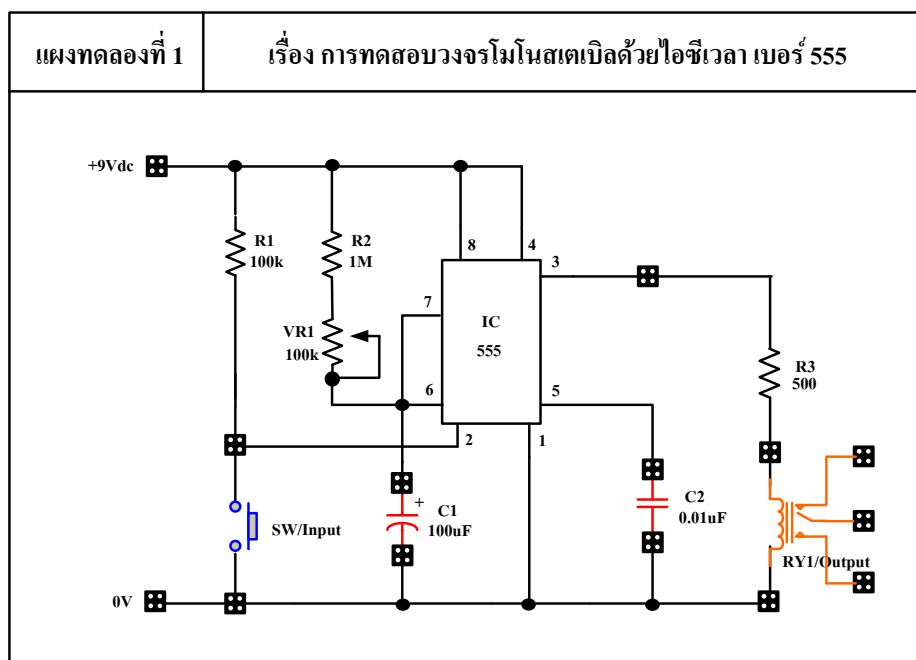 แผงทดลองที่ 1
เรื่อง การทดสอบวงจรโมโนสเตเบิลด้วยไอซีเวลา เบอร์ 555
+9Vdc
R1
100k
R2
1M
VR1
100k
8
4
3
7
IC
555
6
5
2
1
R3
500
SW/Input
+
C1
100uF
C2
0.01uF
RY1/Output
0V